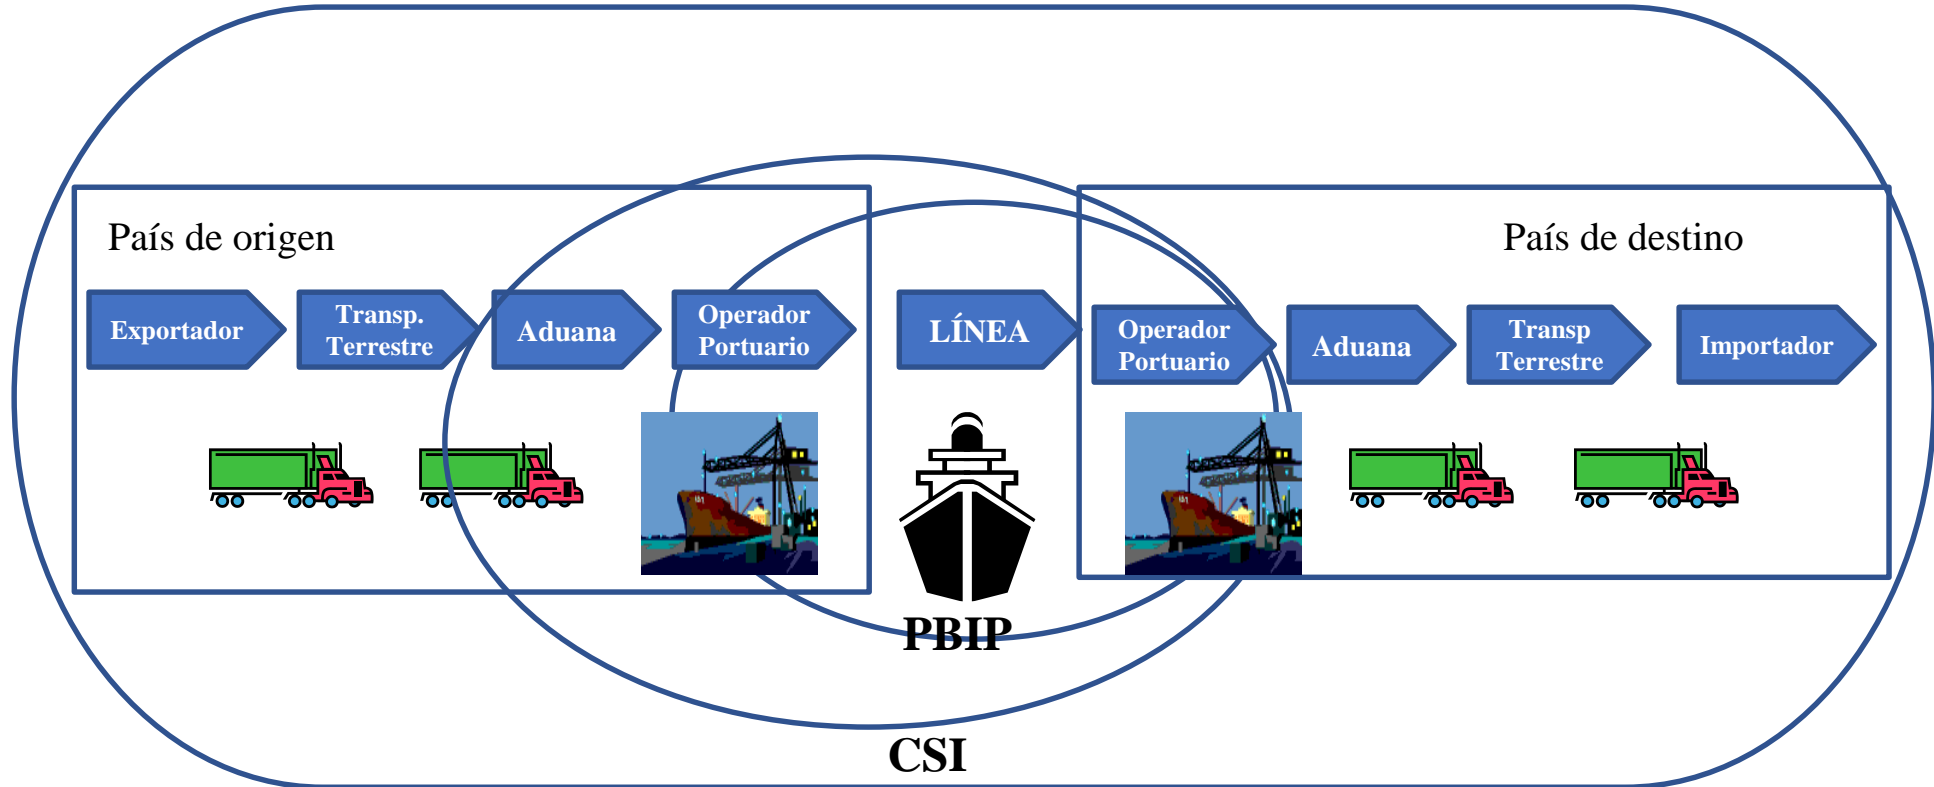 País de origen
País de destino
Exportador
Transp.
Terrestre
Aduana
Operador
Portuario
LÍNEA
Operador
Portuario
Aduana
Transp
Terrestre
Importador
PBIP
CSI